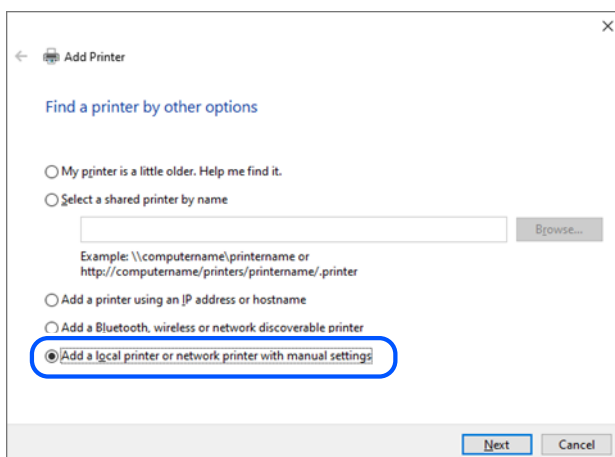 Add Printer
Find a printer by other options
My printer is a little older. Help me find it.
Select a shared printer by name
Browse...
Example: \\computername\printername or
http://computername/printers/printername/.printer
Add a printer using an IP address or hostname
Add a Bluetooth, wireless or network discoverable printer
Add a local printer or network printer with manual settings
Next
Cancel